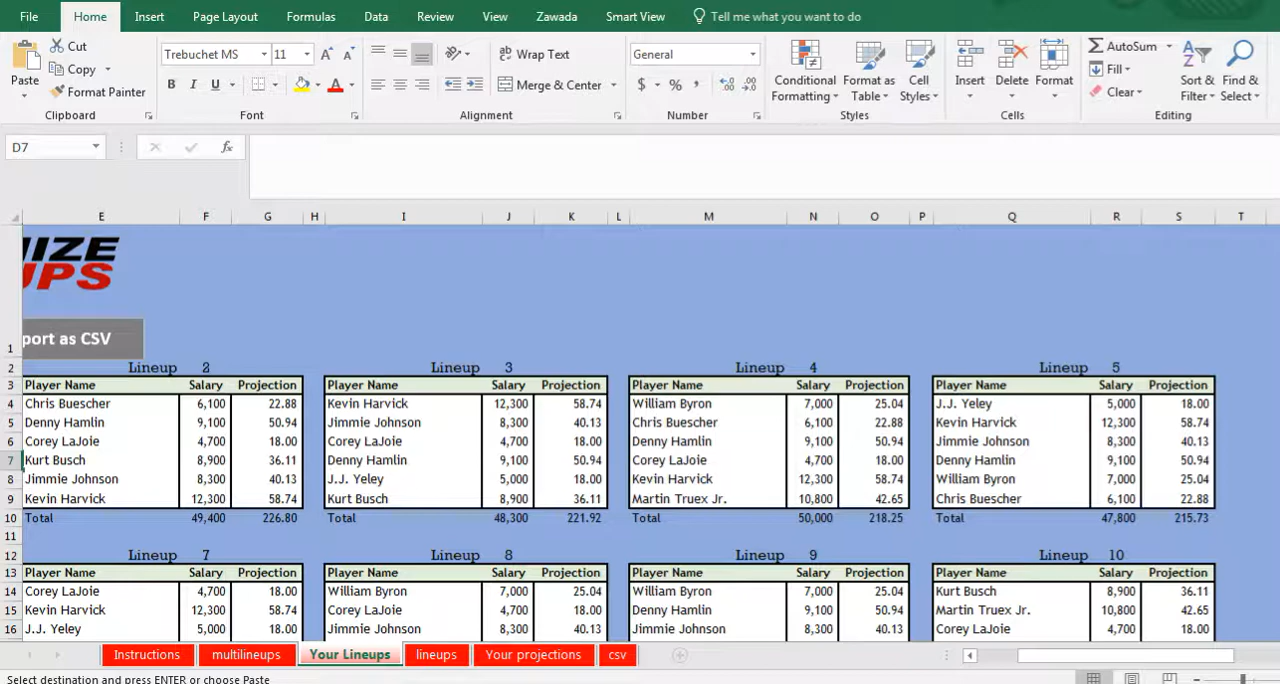 File Home Insert Page Layout Formulas Data Review View Zawada Smart View Tell me what you want to do
Paste Cut Copy Format Painter
Clipboard
Trebuchet MS 11 A A
B I U A
Font
Wrap Text
Merge & Center
Alignment
General
$ % ,
Number
Conditional Formatting Format as Table Cell Styles
Styles
Insert Delete Format
Cells
AutoSum
Fill
Clear
Sort & Filter Find & Select
Editing
D7 fx
E F G H I J K L M N O P Q R S T
IZE
UPS
port as CSV
1
2 Lineup 2 Lineup 3 Lineup 4 Lineup 5
3 Player Name Salary Projection Player Name Salary Projection Player Name Salary Projection Player Name Salary Projection
4 Chris Buescher 6,100 22.88 Kevin Harvick 12,300 58.74 William Byron 7,000 25.04 J.J. Yeley 5,000 18.00
5 Denny Hamlin 9,100 50.94 Jimmie Johnson 8,300 40.13 Chris Buescher 6,100 22.88 Kevin Harvick 12,300 58.74
6 Corey LaJoie 4,700 18.00 Corey LaJoie 4,700 18.00 Denny Hamlin 9,100 50.94 Jimmie Johnson 8,300 40.13
7 Kurt Busch 8,900 36.11 Denny Hamlin 9,100 50.94 Corey LaJoie 4,700 18.00 Denny Hamlin 9,100 50.94
8 Jimmie Johnson 8,300 40.13 J.J. Yeley 5,000 18.00 Kevin Harvick 12,300 58.74 William Byron 7,000 25.04
9 Kevin Harvick 12,300 58.74 Kurt Busch 8,900 36.11 Martin Truex Jr. 10,800 42.65 Chris Buescher 6,100 22.88
10 Total 49,400 226.80 Total 48,300 221.92 Total 50,000 218.25 Total 47,800 215.73
11
12 Lineup 7 Lineup 8 Lineup 9 Lineup 10
13 Player Name Salary Projection Player Name Salary Projection Player Name Salary Projection Player Name Salary Projection
14 Corey LaJoie 4,700 18.00 William Byron 7,000 25.04 William Byron 7,000 25.04 Kurt Busch 8,900 36.11
15 Kevin Harvick 12,300 58.74 Corey LaJoie 4,700 18.00 Denny Hamlin 9,100 50.94 Martin Truex Jr. 10,800 42.65
16 J.J. Yeley 5,000 18.00 Jimmie Johnson 8,300 40.13 Jimmie Johnson 8,300 40.13 Corey LaJoie 4,700 18.00
Instructions multilineups Your Lineups lineups Your projections csv
Select destination and press ENTER or choose Paste